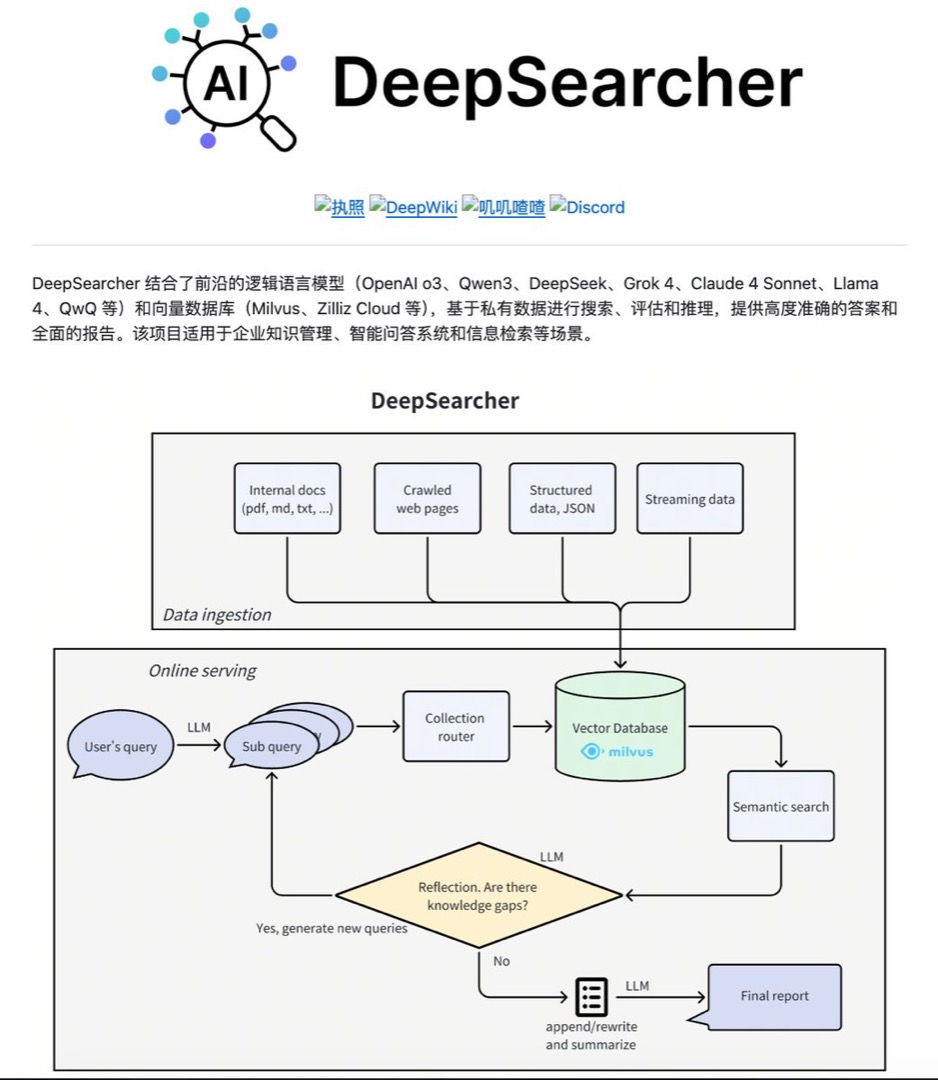 AI
DeepSearcher
执照 DeepWiki 叽叽喳喳 Discord
DeepSearcher 结合了前沿的逻辑语言模型（OpenAI o3、Qwen3、DeepSeek、Grok 4、Claude 4 Sonnet、Llama
4、QwQ 等）和向量数据库（Milvus、Zilliz Cloud 等），基于私有数据进行搜索、评估和推理，提供高度准确的答案和
全面的报告。该项目适用于企业知识管理、智能问答系统和信息检索等场景。
DeepSearcher
Internal docs
(pdf, md, txt, ...)
Crawled
web pages
Structured
data, JSON
Streaming data
Data ingestion
Online serving
User's query
LLM
Sub query
y
Collection
router
Vector Database
milvus
Semantic search
LLM
Reflection. Are there
knowledge gaps?
Yes, generate new queries
No
append/rewrite
and summarize
LLM
Final report